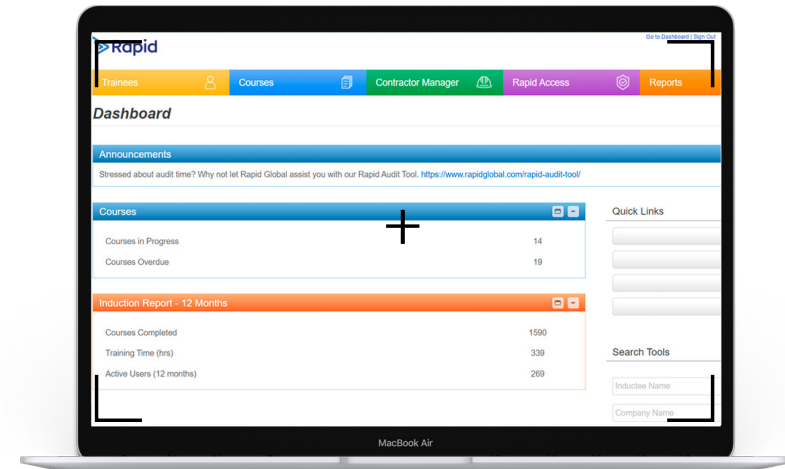 Rapid
Go to Dashboard | Sign Out
Trainees
Courses
Contractor Manager
Rapid Access
Reports
Dashboard
Announcements
Stressed about audit time? Why not let Rapid Global assist you with our Rapid Audit Tool. https://www.rapidglobal.com/rapid-audit-tool/
Courses
Courses in Progress 14
Courses Overdue 19
Quick Links
Induction Report - 12 Months
Courses Completed 1590
Training Time (hrs) 339
Active Users (12 months) 269
Search Tools
Inductee Name
Company Name
MacBook Air